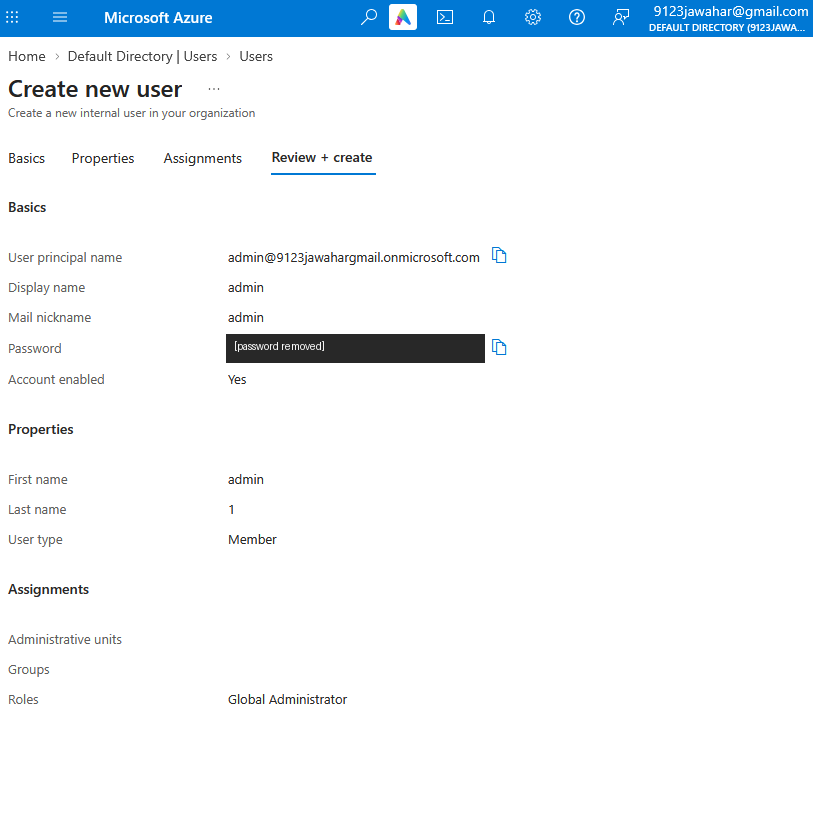 Microsoft Azure
9123jawahar@gmail.com
DEFAULT DIRECTORY (9123JAWA...
Home > Default Directory | Users > Users
Create new user ...
Create a new internal user in your organization
Basics Properties Assignments Review + create
Basics
User principal name admin@9123jawahargmail.onmicrosoft.com
Display name admin
Mail nickname admin
Password [password removed]
Account enabled Yes
Properties
First name admin
Last name 1
User type Member
Assignments
Administrative units
Groups
Roles Global Administrator